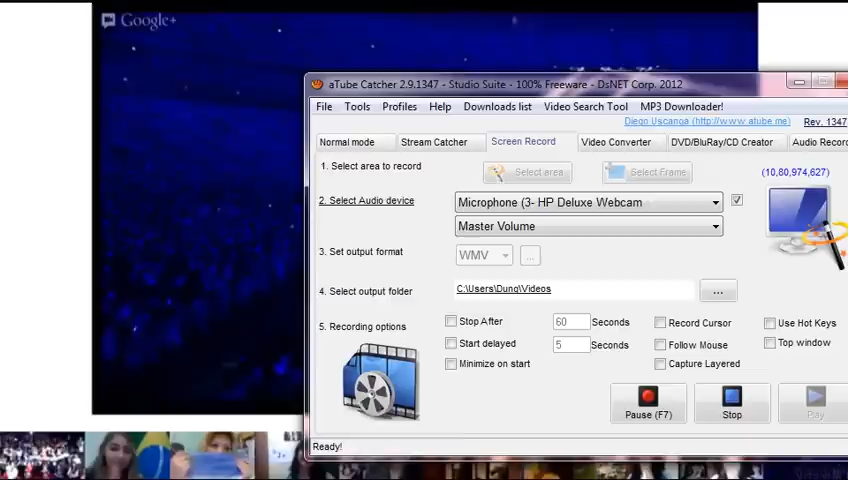 Google+
aTube Catcher 2.9.1347 - Studio Suite - 100% Freeware - DsNET Corp. 2012
File Tools Profiles Help Downloads list Video Search Tool MP3 Downloader!
Diego Uscanga (http://www.atube.me) Rev. 1347
Normal mode Stream Catcher Screen Record Video Converter DVD/BluRay/CD Creator Audio Recor
1. Select area to record Select area Select Frame (10,80,974,627)
2. Select Audio device Microphone (3- HP Deluxe Webcam
Master Volume
3. Set output format WMV ...
4. Select output folder C:\Users\Dung\Videos ...
5. Recording options Stop After 60 Seconds Record Cursor Use Hot Keys
Start delayed 5 Seconds Follow Mouse Top window
Minimize on start Capture Layered
Pause (F7) Stop Play
Ready!